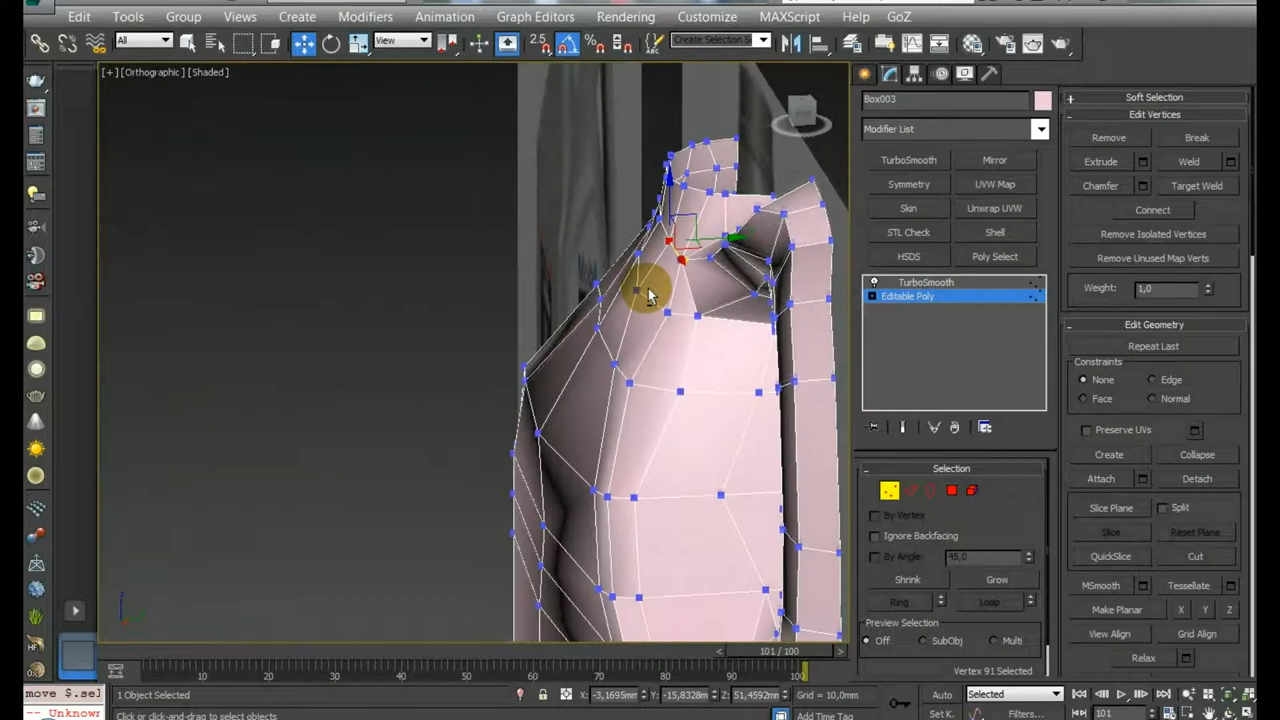 Edit Tools Group Views Create Modifiers Animation Graph Editors Rendering Customize MAXScript Help GoZ
All View 2.5 % Create Selection S
[+] [Orthographic ] [Shaded ]
Box003
Modifier List
TurboSmooth Mirror
Symmetry UVW Map
Skin Unwrap UVW
STL Check Shell
HSDS Poly Select
TurboSmooth
Editable Poly
- Selection
By Vertex
Ignore Backfacing
By Angle: 45,0
Shrink Grow
Ring Loop
Preview Selection
Off SubObj Multi
Vertex 91 Selected
+ Soft Selection
- Edit Vertices
Remove Break
Extrude Weld
Chamfer Target Weld
Connect
Remove Isolated Vertices
Remove Unused Map Verts
Weight: 1,0
- Edit Geometry
Repeat Last
Constraints
None Edge
Face Normal
Preserve UVs
Create Collapse
Attach Detach
Slice Plane Split
Slice Reset Plane
QuickSlice Cut
MSmooth Tessellate
Make Planar X Y Z
View Align Grid Align
Relax
< 101 / 100 >
10 20 30 40 50 60 70 80 90 100
move $.sel 1 Object Selected X: -3,1695mm Y: -15,8328m Z: 51,4592mm Grid = 10,0mm Auto Selected
-- Unknown Click or click-and-drag to select objects Add Time Tag Set K. Filters... 101